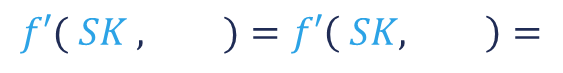 f′( SK ,      ) = f′( SK,      ) =